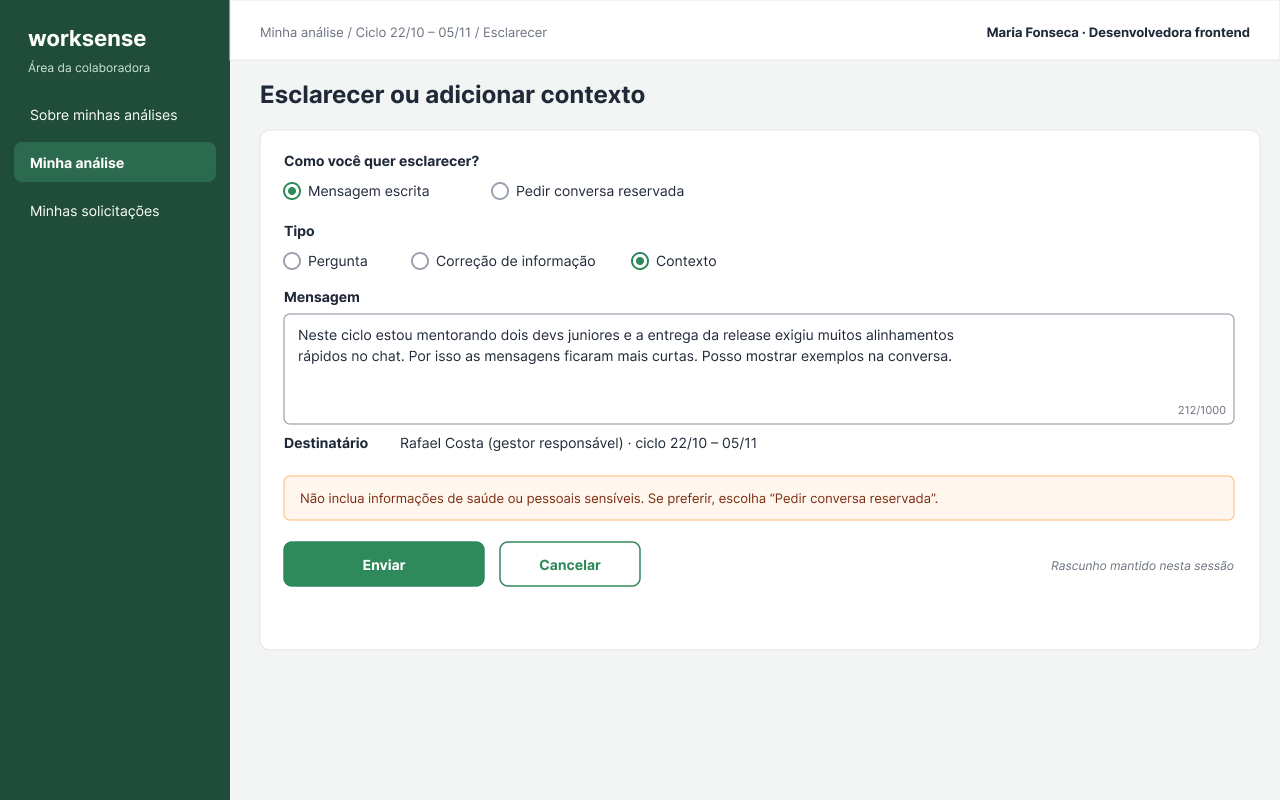 worksense
Área da colaboradora
Sobre minhas análises
Minha análise
Minhas solicitações
Minha análise / Ciclo 22/10 – 05/11 / Esclarecer
Maria Fonseca · Desenvolvedora frontend
Esclarecer ou adicionar contexto
Como você quer esclarecer?
Mensagem escrita
Pedir conversa reservada
Tipo
Pergunta
Correção de informação
Contexto
Mensagem
Neste ciclo estou mentorando dois devs juniores e a entrega da release exigiu muitos alinhamentos
rápidos no chat. Por isso as mensagens ficaram mais curtas. Posso mostrar exemplos na conversa.
212/1000
Destinatário Rafael Costa (gestor responsável) · ciclo 22/10 – 05/11
Não inclua informações de saúde ou pessoais sensíveis. Se preferir, escolha “Pedir conversa reservada”.
Enviar
Cancelar
Rascunho mantido nesta sessão